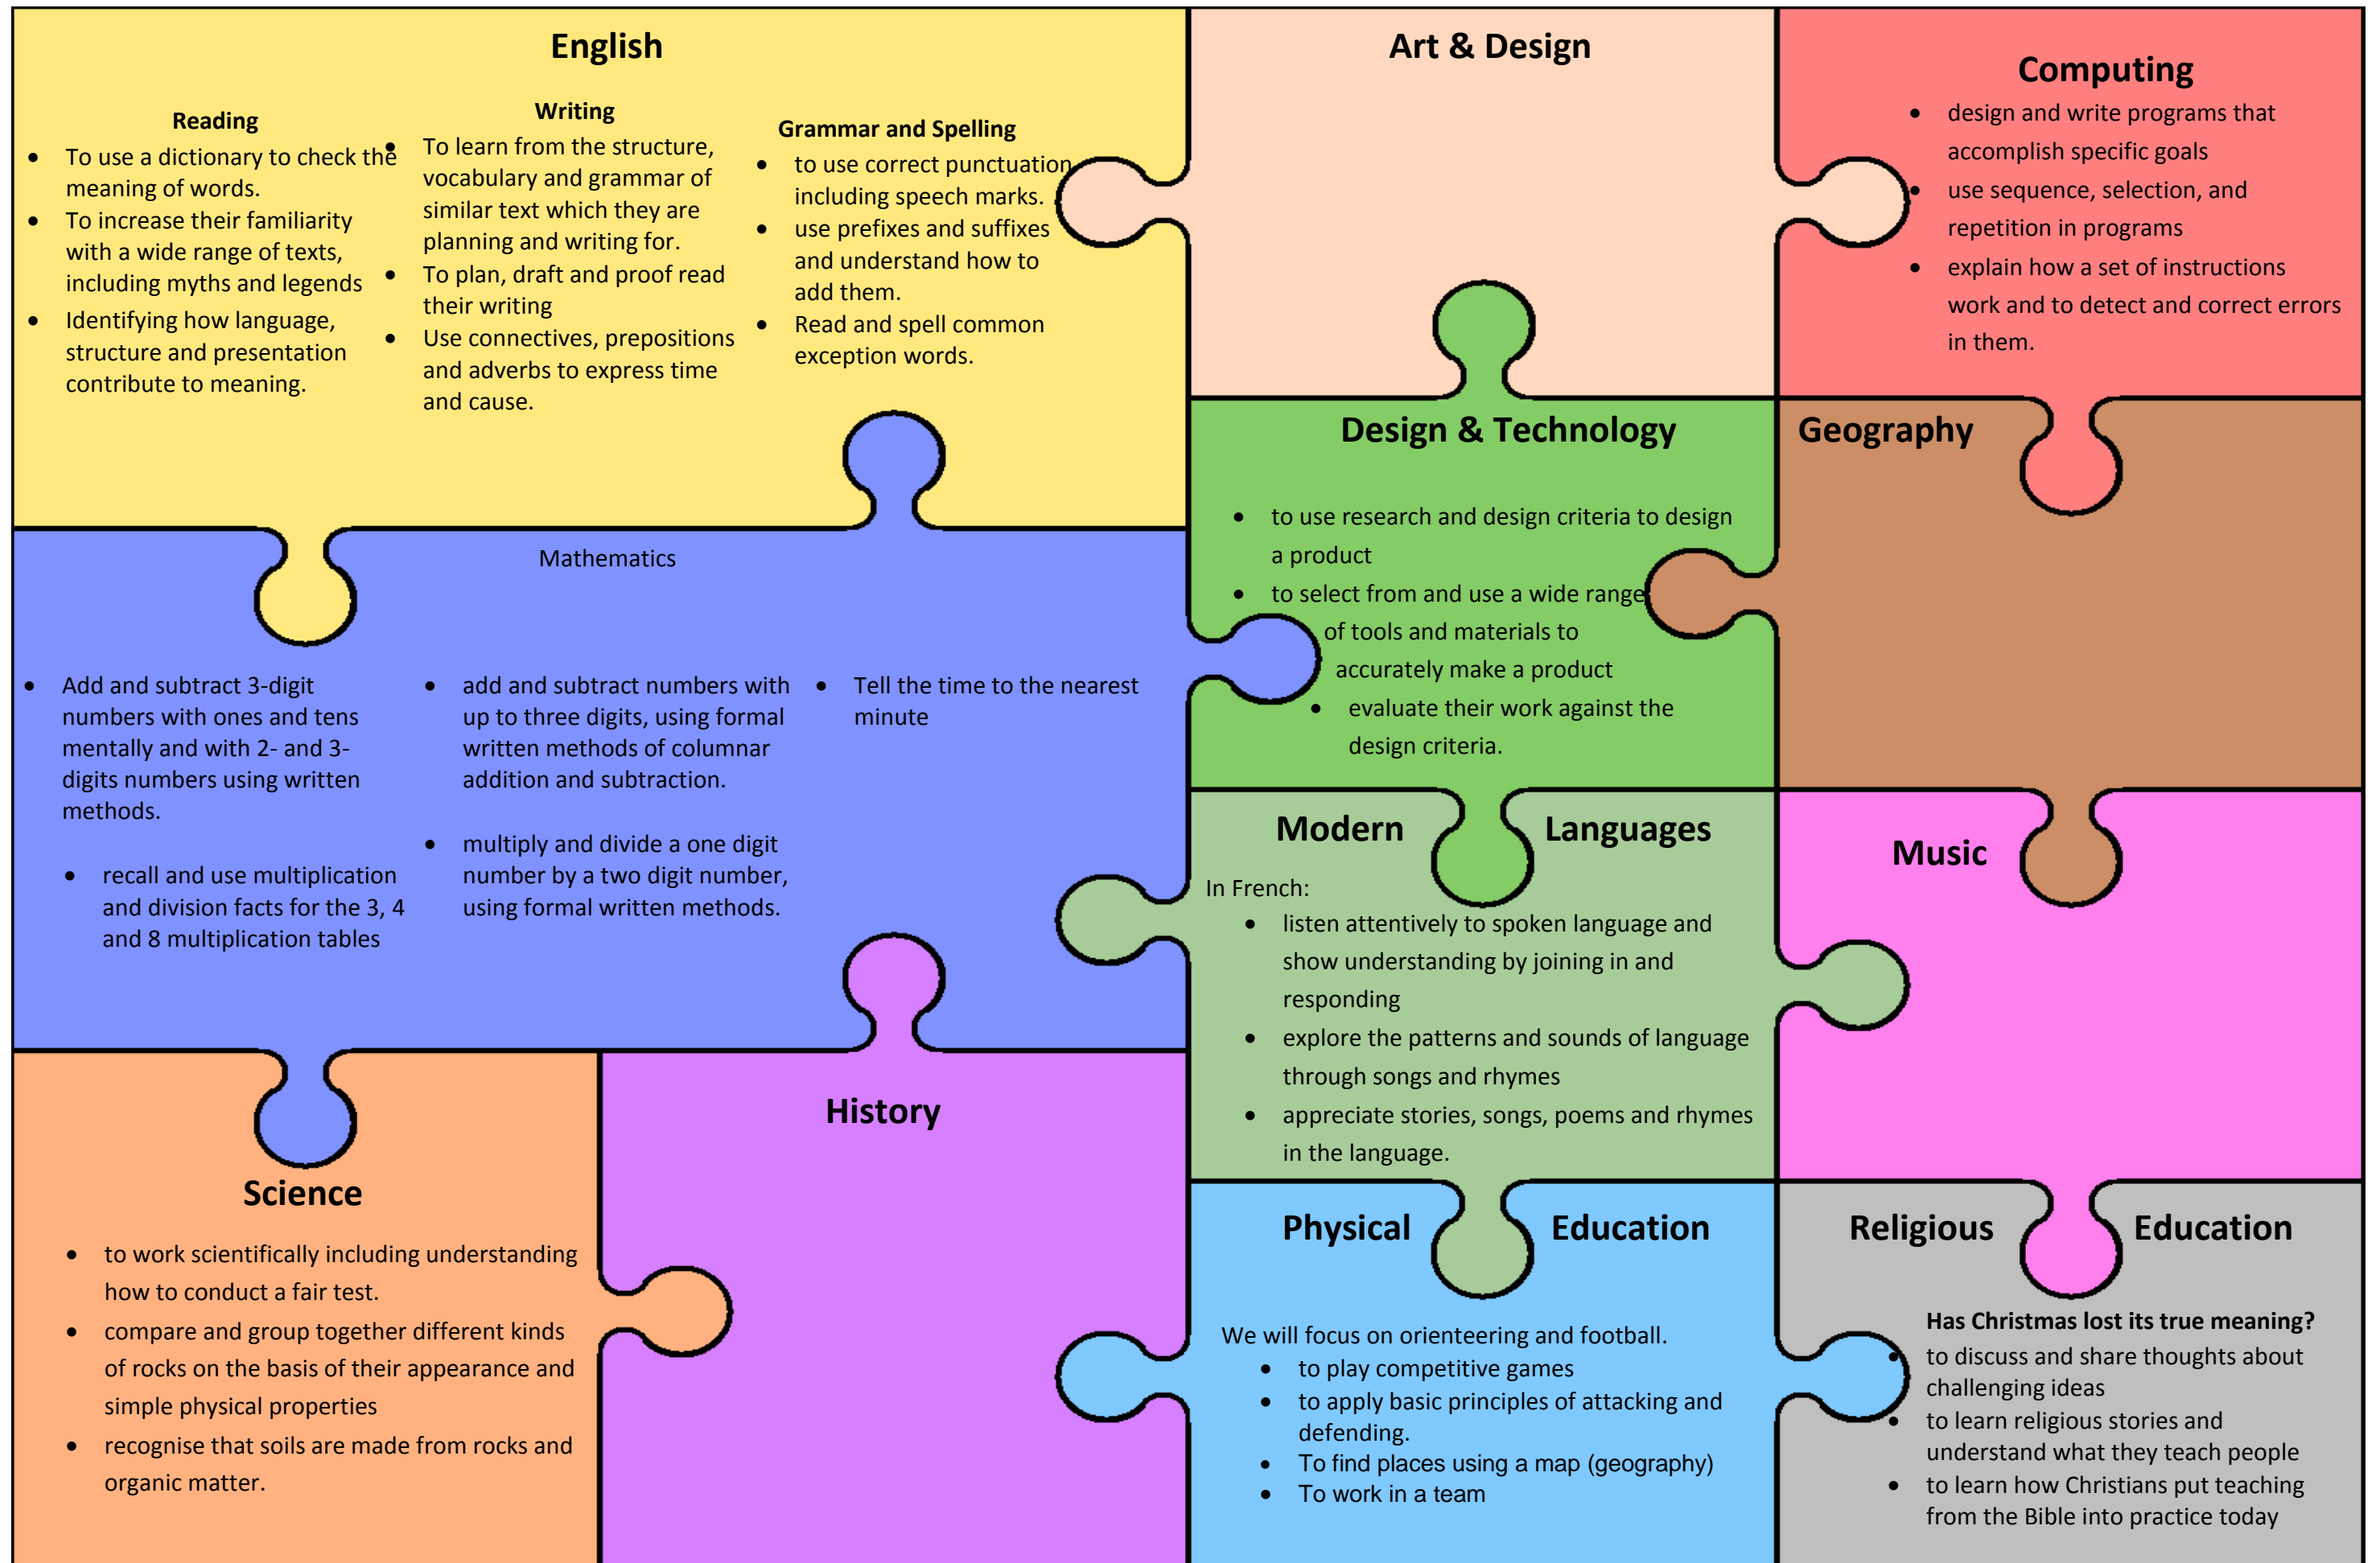 English
Reading
• To use a dictionary to check the
meaning of words.
• To increase their familiarity
with a wide range of texts,
including myths and legends
• Identifying how language,
structure and presentation
contribute to meaning.
Writing
• To learn from the structure,
vocabulary and grammar of
similar text which they are
planning and writing for.
• To plan, draft and proof read
their writing
• Use connectives, prepositions
and adverbs to express time
and cause.
Grammar and Spelling
• to use correct punctuation
including speech marks.
• use prefixes and suffixes
and understand how to
add them.
• Read and spell common
exception words.
Art & Design
Computing
• design and write programs that
accomplish specific goals
• use sequence, selection, and
repetition in programs
• explain how a set of instructions
work and to detect and correct errors
in them.
Mathematics
• Add and subtract 3-digit
numbers with ones and tens
mentally and with 2- and 3-
digits numbers using written
methods.
• recall and use multiplication
and division facts for the 3, 4
and 8 multiplication tables
• add and subtract numbers with
up to three digits, using formal
written methods of columnar
addition and subtraction.
• multiply and divide a one digit
number by a two digit number,
using formal written methods.
• Tell the time to the nearest
minute
Design & Technology
• to use research and design criteria to design
a product
• to select from and use a wide range
of tools and materials to
accurately make a product
• evaluate their work against the
design criteria.
Geography
Modern Languages
In French:
• listen attentively to spoken language and
show understanding by joining in and
responding
• explore the patterns and sounds of language
through songs and rhymes
• appreciate stories, songs, poems and rhymes
in the language.
Music
Science
• to work scientifically including understanding
how to conduct a fair test.
• compare and group together different kinds
of rocks on the basis of their appearance and
simple physical properties
• recognise that soils are made from rocks and
organic matter.
History
Physical Education
We will focus on orienteering and football.
• to play competitive games
• to apply basic principles of attacking and
defending.
• To find places using a map (geography)
• To work in a team
Religious Education
Has Christmas lost its true meaning?
• to discuss and share thoughts about
challenging ideas
• to learn religious stories and
understand what they teach people
• to learn how Christians put teaching
from the Bible into practice today